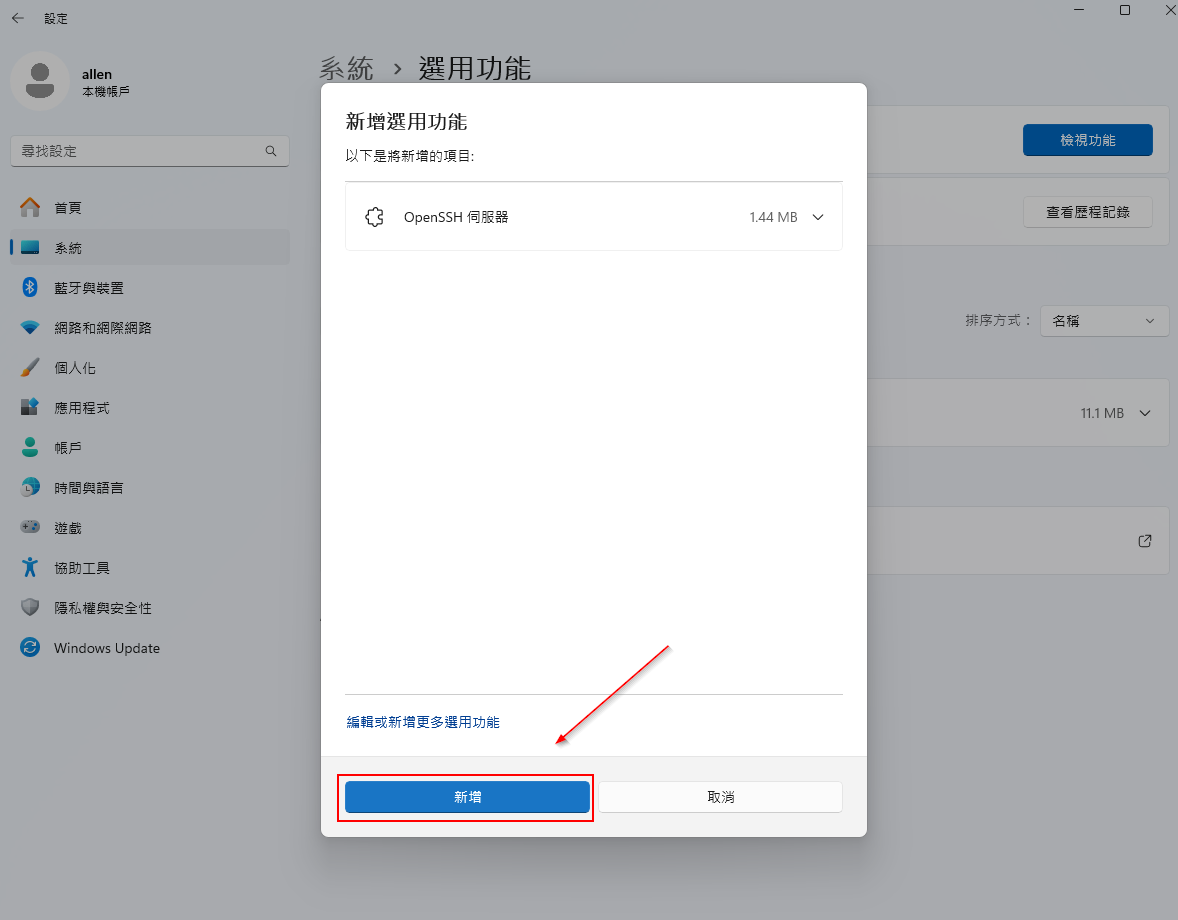 設定
allen
本機帳戶
尋找設定
首頁
系統
藍牙與裝置
網路和網際網路
個人化
應用程式
帳戶
時間與語言
遊戲
協助工具
隱私權與安全性
Windows Update
系統 › 選用功能
檢視功能
查看歷程記錄
排序方式：
名稱
11.1 MB
新增選用功能
以下是將新增的項目:
OpenSSH 伺服器 1.44 MB
編輯或新增更多選用功能
新增
取消